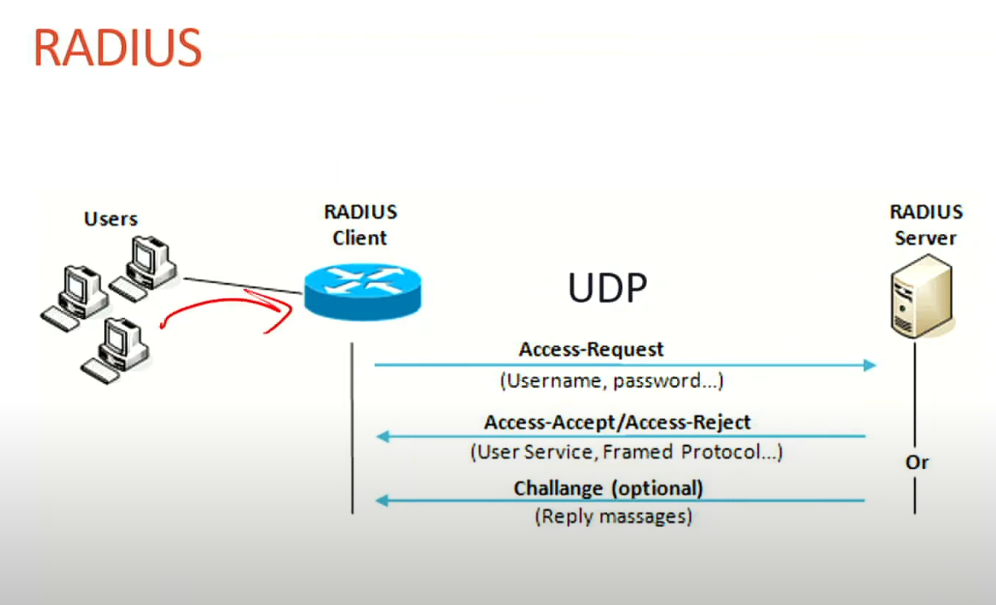 RADIUS
Users
RADIUS
Client
RADIUS
Server
UDP
Access-Request
(Username, password...)
Access-Accept/Access-Reject
(User Service, Framed Protocol...)
Or
Challange (optional)
(Reply massages)